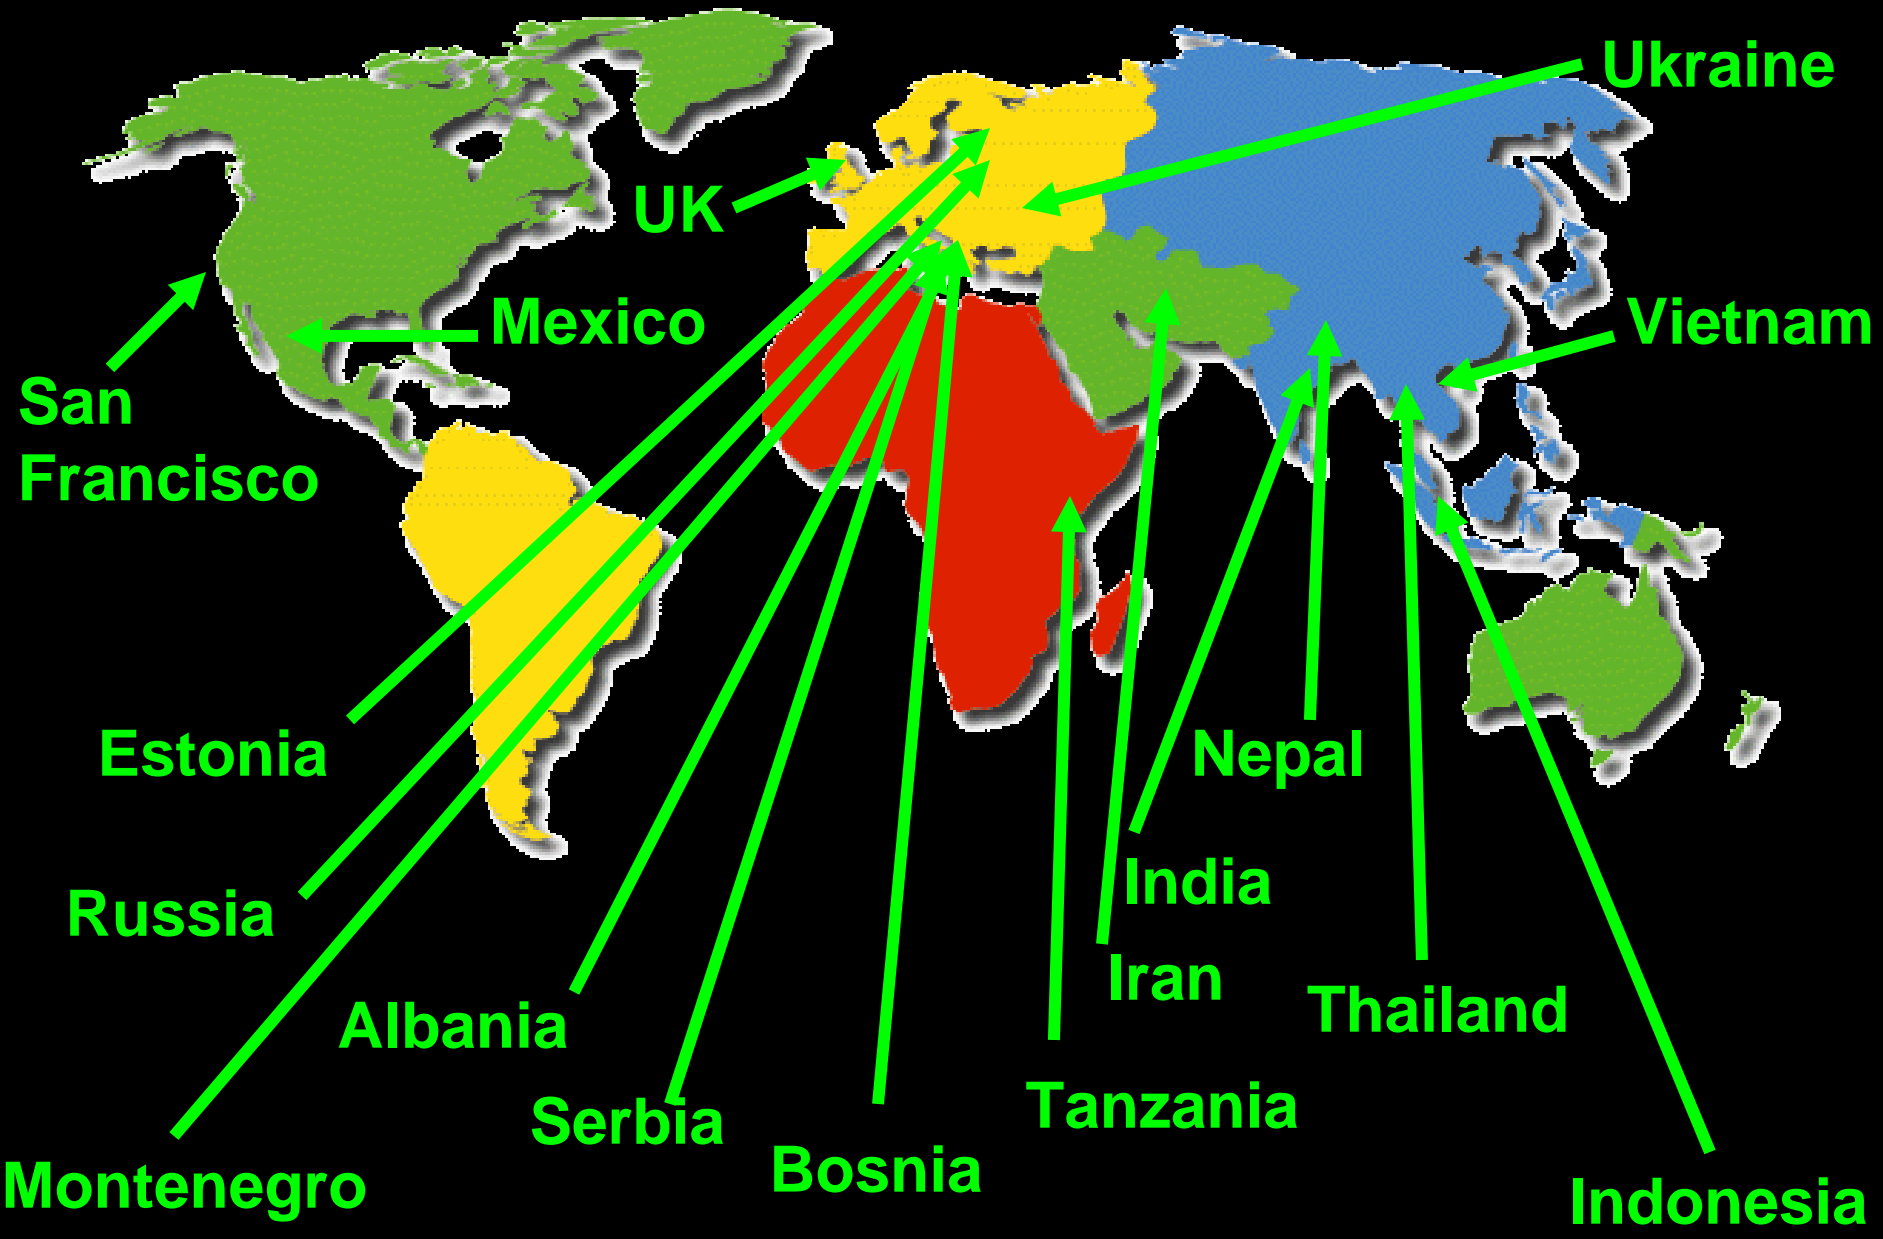 Ukraine
UK
Mexico
Vietnam
San
Francisco
Estonia
Nepal
Russia
India
Iran
Albania
Thailand
Serbia
Tanzania
Bosnia
Montenegro
Indonesia